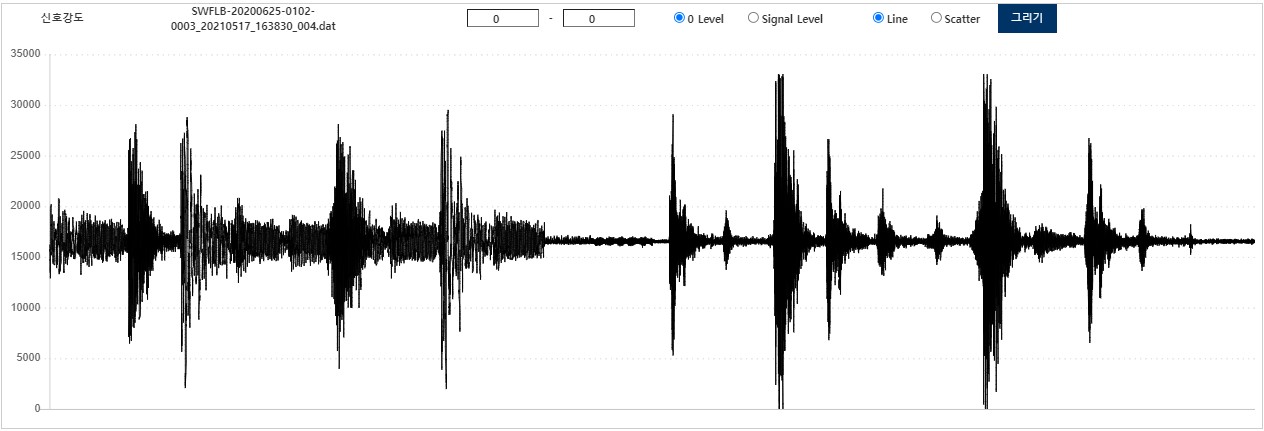 신호강도
SWFLB-20200625-0102-
0003_20210517_163830_004.dat
0 - 0
0 Level Signal Level
Line Scatter
그리기
35000
30000
25000
20000
15000
10000
5000
0